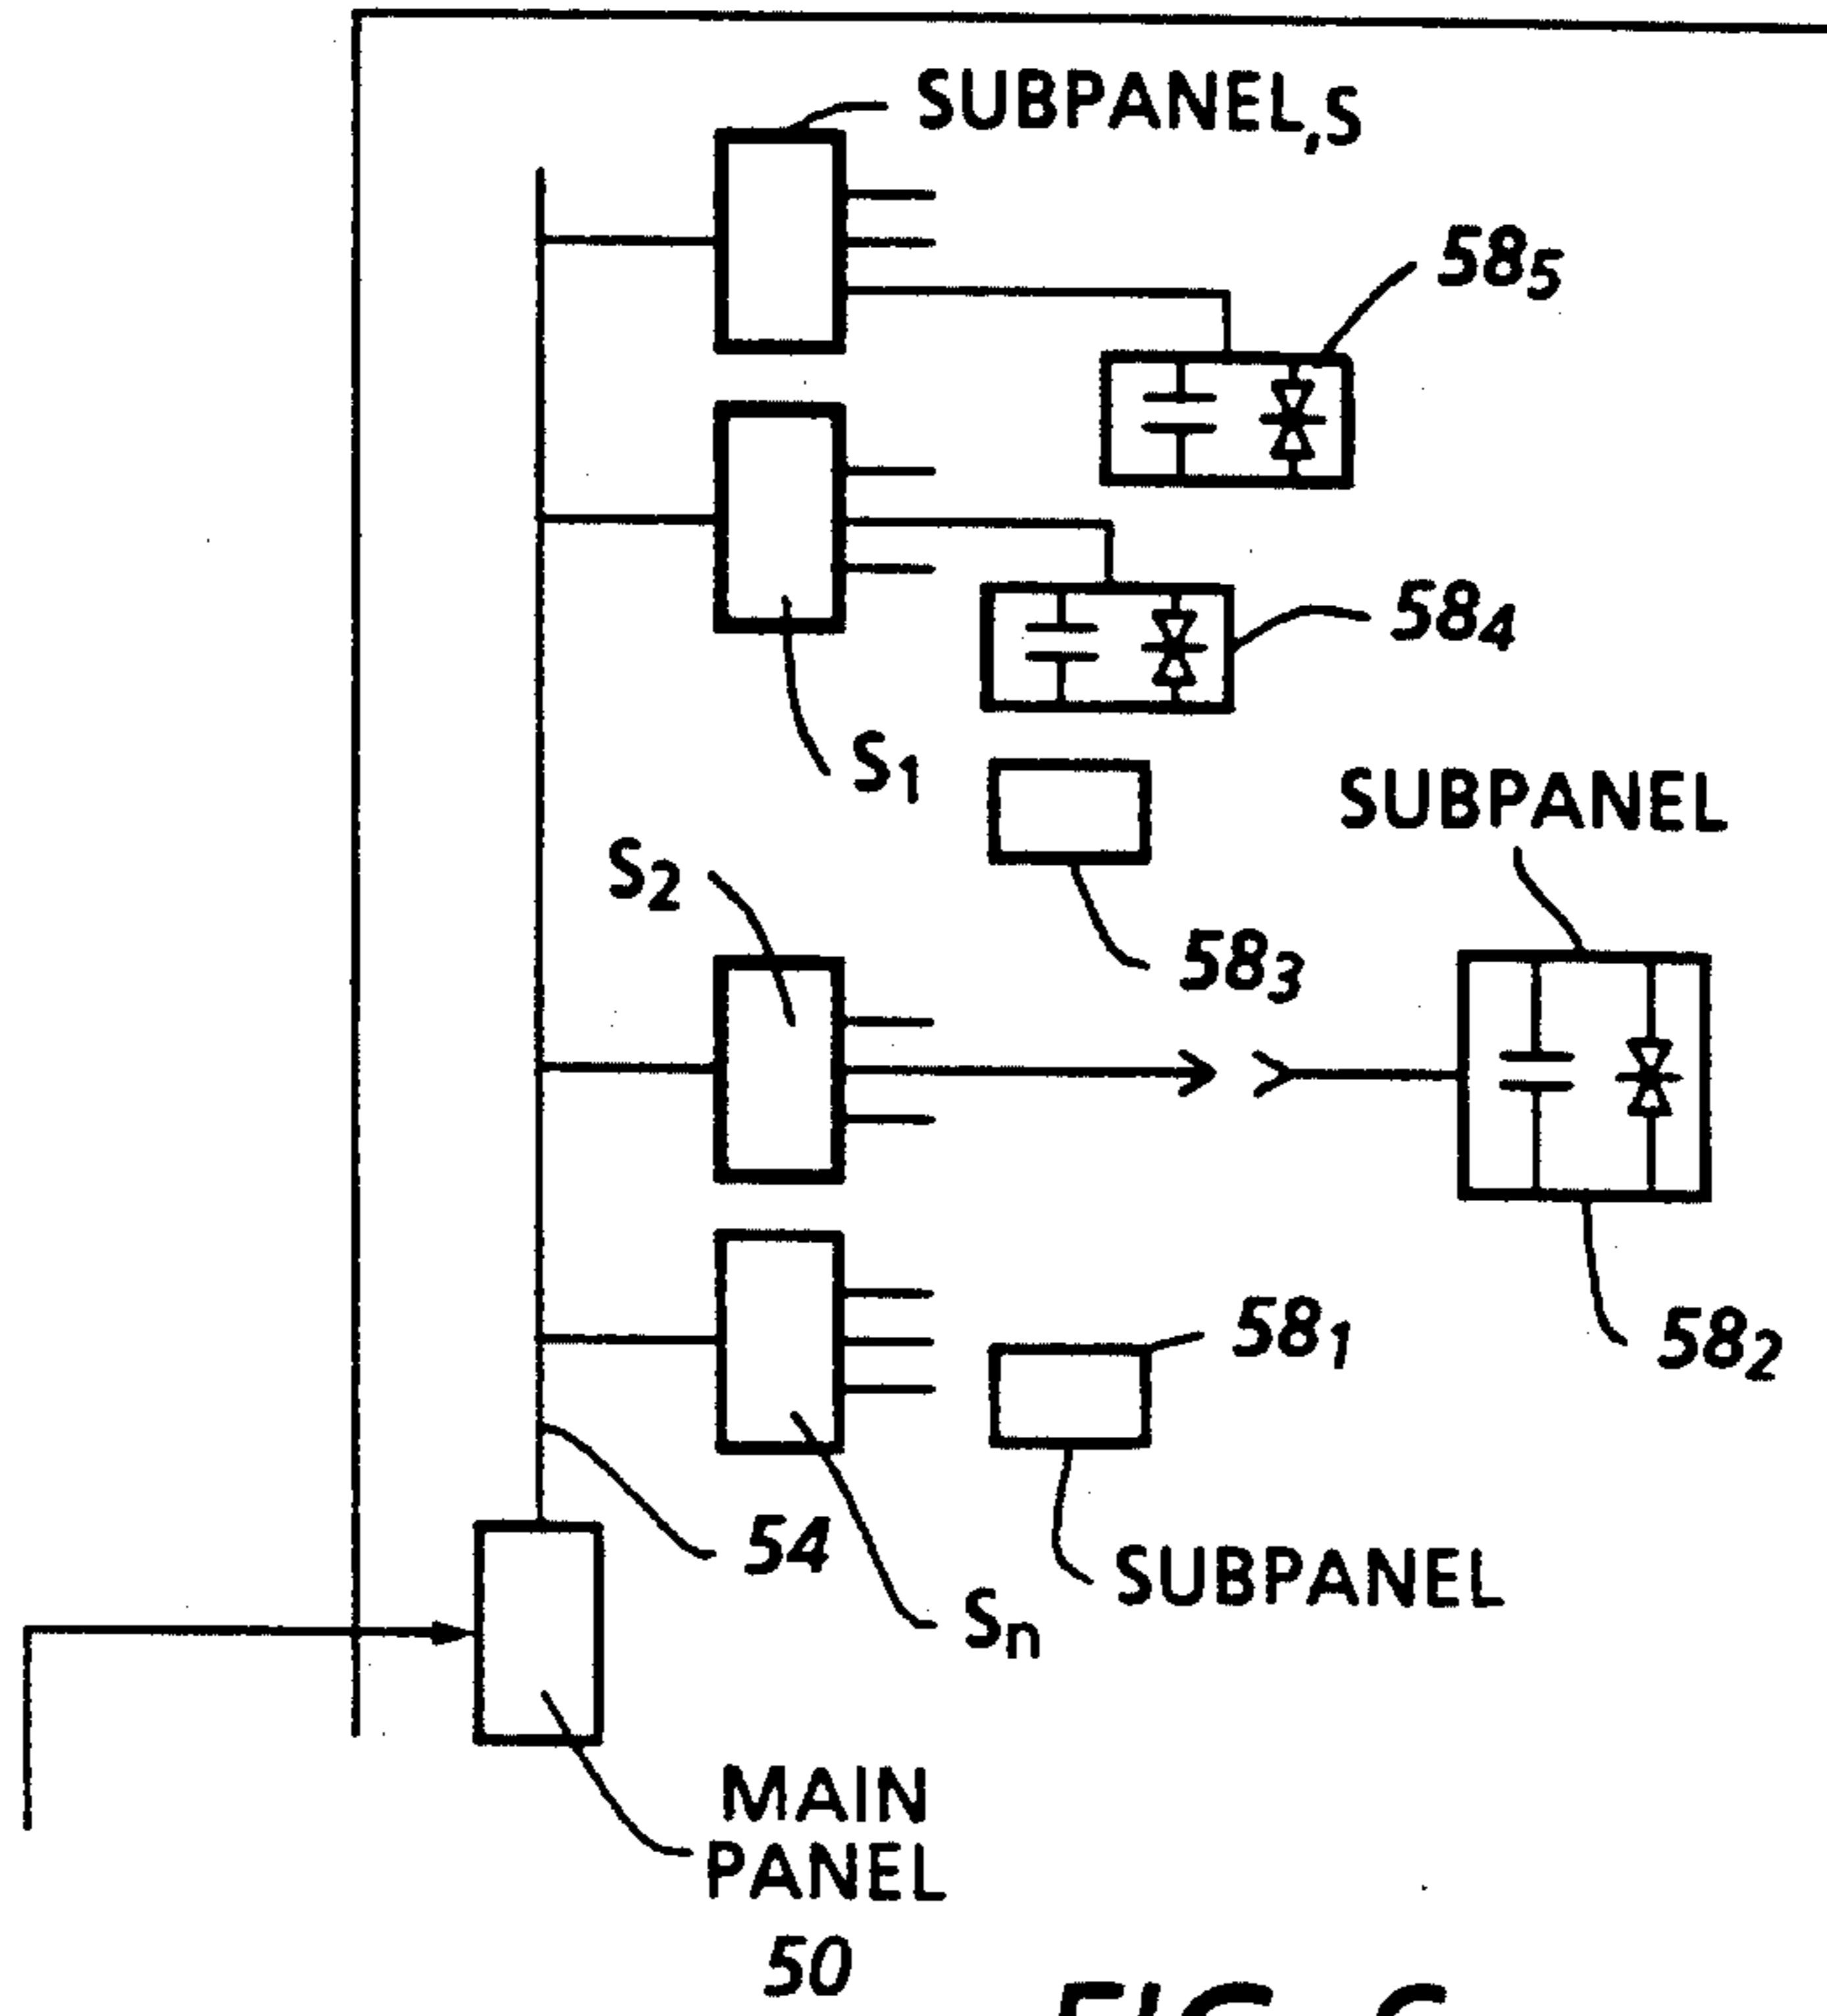 SUBPANEL,S
58₅
58₄
S₁
SUBPANEL
S₂
58₃
58₁
58₂
54
SUBPANEL
Sₙ
MAIN
PANEL
50